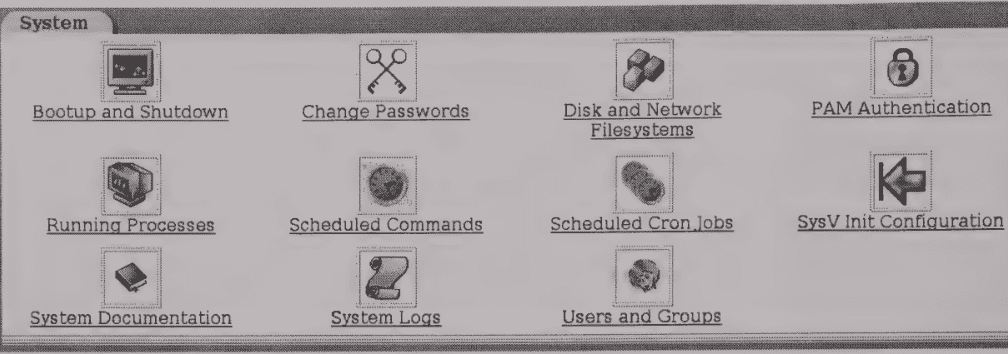 System
Bootup and Shutdown
Change Passwords
Disk and Network
Filesystems
PAM Authentication
Running Processes
Scheduled Commands
Scheduled Cron Jobs
SysV Init Configuration
System Documentation
System Logs
Users and Groups